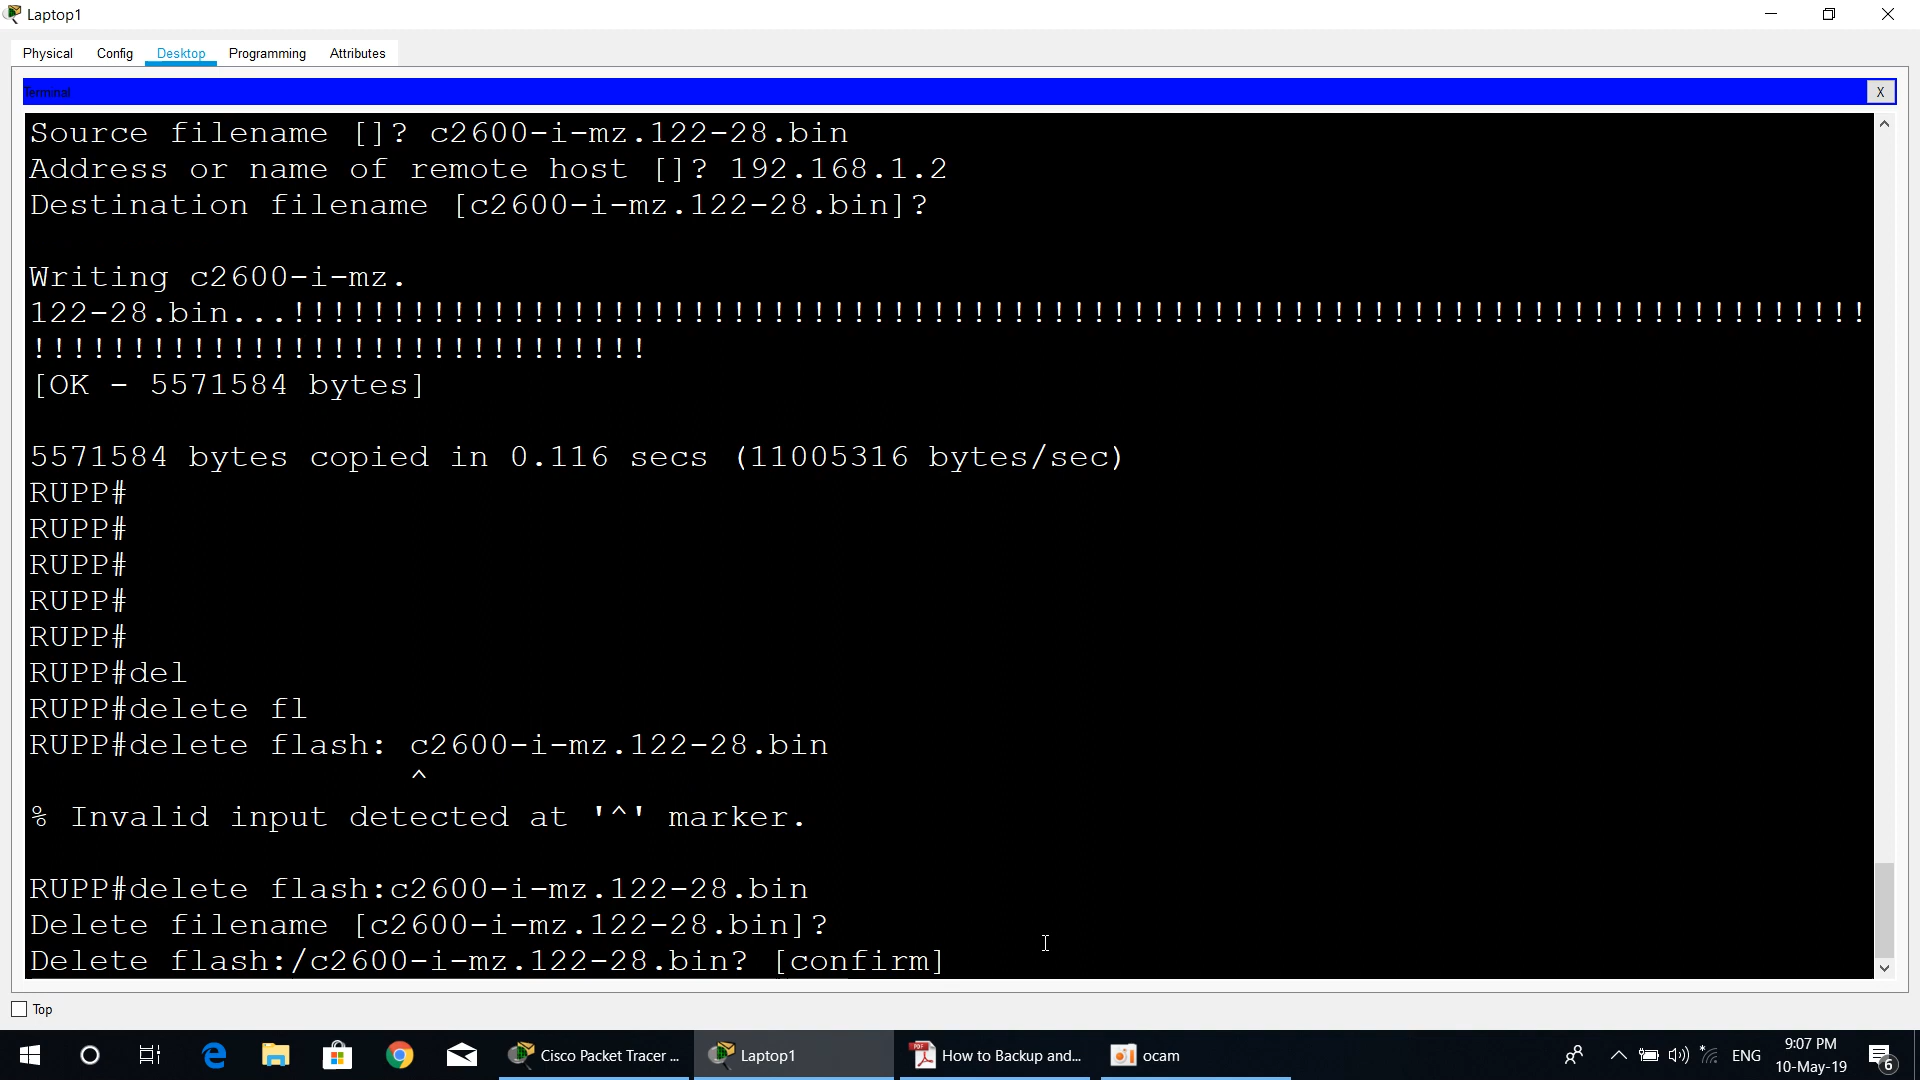 Laptop1
Physical Config Desktop Programming Attributes
Terminal X
Source filename []? c2600-i-mz.122-28.bin
Address or name of remote host []? 192.168.1.2
Destination filename [c2600-i-mz.122-28.bin]?
Writing c2600-i-mz.
122-28.bin...!!!!!!!!!!!!!!!!!!!!!!!!!!!!!!!!!!!!!!!!!!!!!!!!!!!!!!!!!!!!!!!!!!!!!!!!!!!!!!!
!!!!!!!!!!!!!!!!!!!!!!!!!!!!!!!
[OK - 5571584 bytes]
5571584 bytes copied in 0.116 secs (11005316 bytes/sec)
RUPP#
RUPP#
RUPP#
RUPP#
RUPP#
RUPP#del
RUPP#delete fl
RUPP#delete flash: c2600-i-mz.122-28.bin
^
% Invalid input detected at '^' marker.
RUPP#delete flash:c2600-i-mz.122-28.bin
Delete filename [c2600-i-mz.122-28.bin]?
Delete flash:/c2600-i-mz.122-28.bin? [confirm]
Top
Cisco Packet Tracer ... Laptop1 How to Backup and... ocam ENG 9:07 PM
10-May-19 6